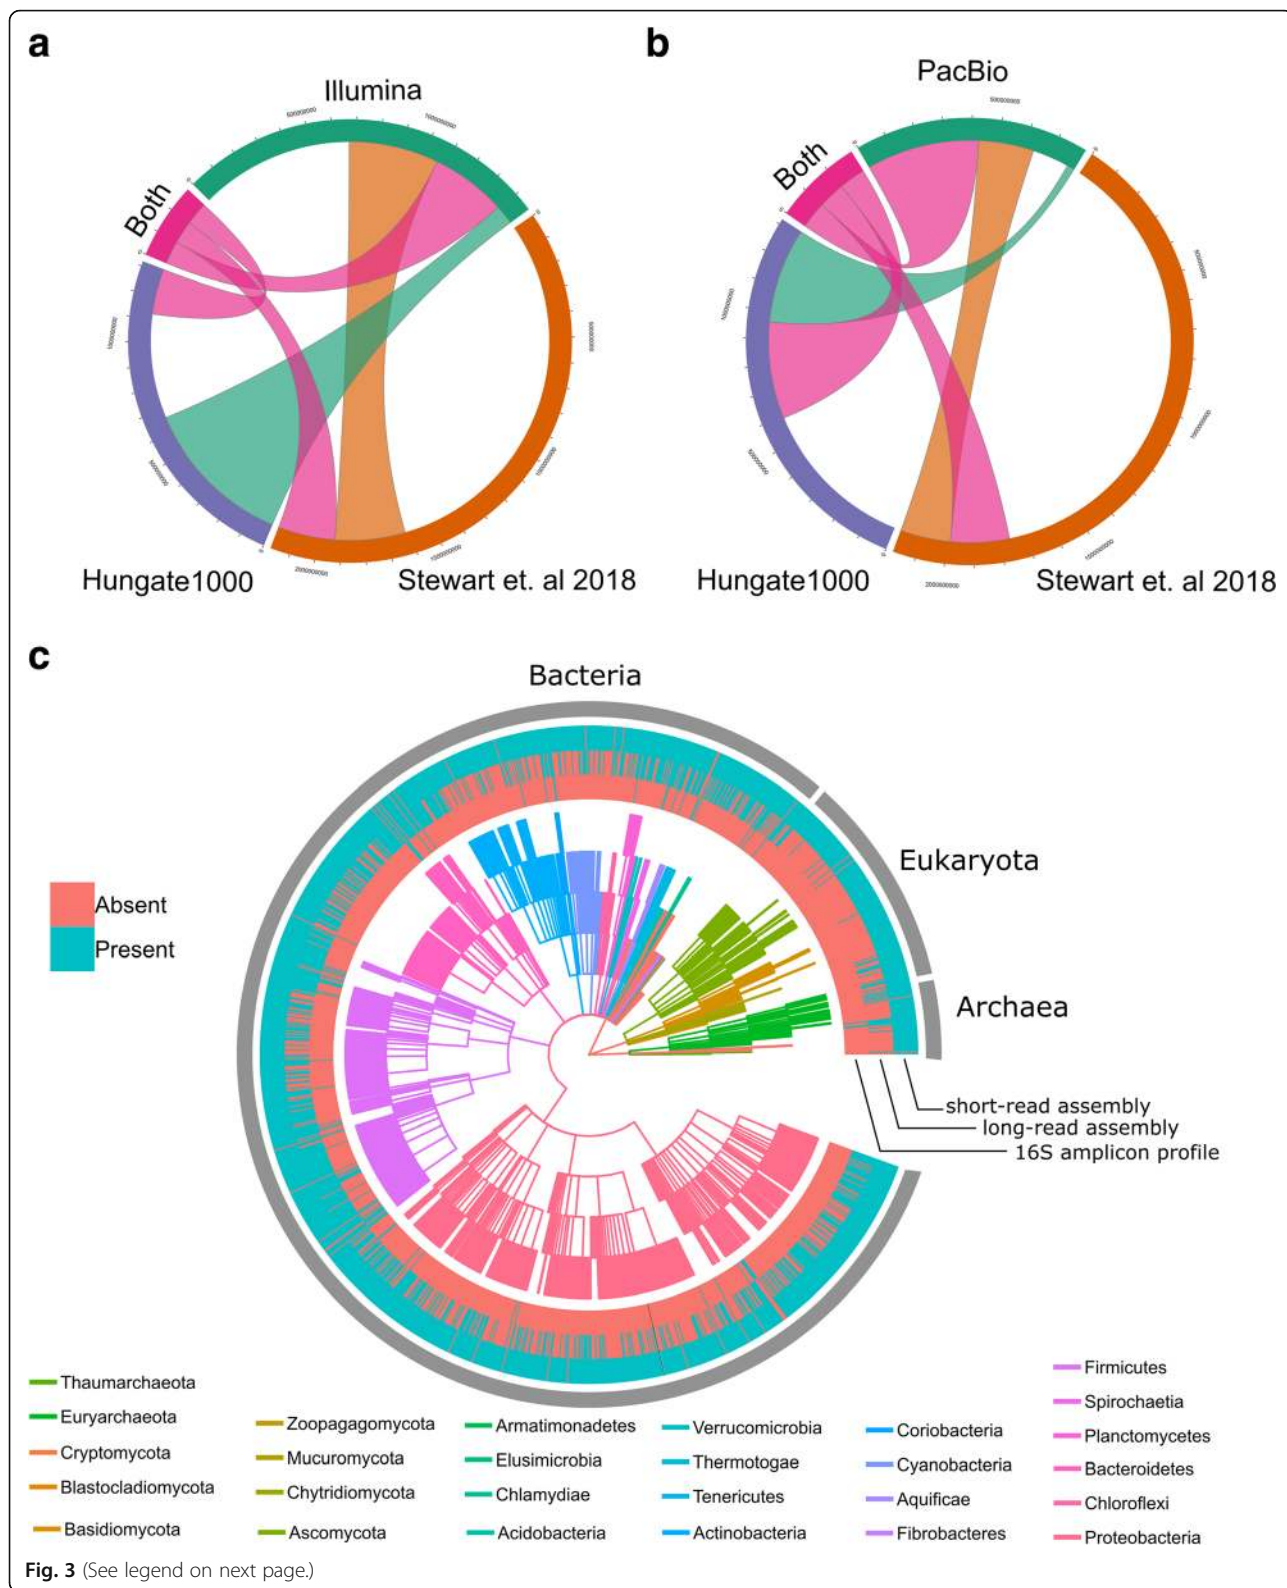 a
Illumina
Both
Hungate1000
Stewart et. al 2018
b
PacBio
Both
Hungate1000
Stewart et. al 2018
c
Bacteria
Eukaryota
Archaea
Absent
Present
short-read assembly
long-read assembly
16S amplicon profile
Thaumarchaeota
Euryarchaeota
Cryptomycota
Blastocladiomycota
Basidiomycota
Zoopagagomycota
Mucuromycota
Chytridiomycota
Ascomycota
Armatimonadetes
Elusimicrobia
Chlamydiae
Acidobacteria
Verrucomicrobia
Thermotogae
Tenericutes
Actinobacteria
Coriobacteria
Cyanobacteria
Aquificae
Fibrobacteres
Firmicutes
Spirochaetia
Planctomycetes
Bacteroidetes
Chloroflexi
Proteobacteria
Fig. 3 (See legend on next page.)